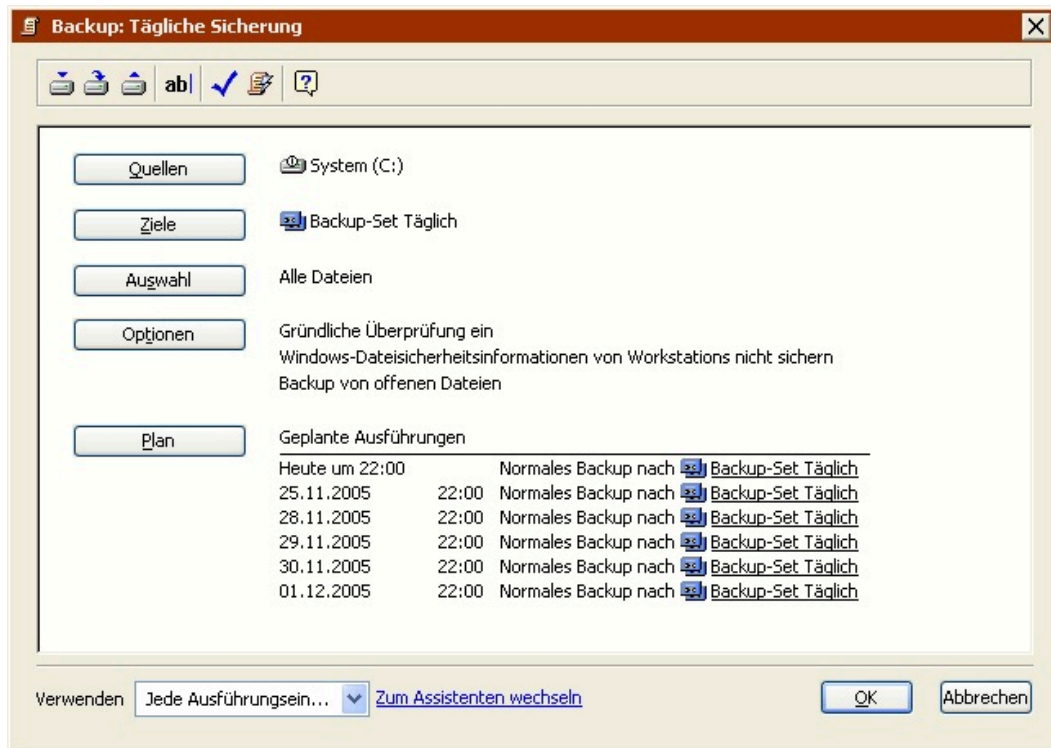 Backup: Tägliche Sicherung
ab|
Quellen System (C:)
Ziele Backup-Set Täglich
Auswahl Alle Dateien
Optionen Gründliche Überprüfung ein
Windows-Dateisicherheitsinformationen von Workstations nicht sichern
Backup von offenen Dateien
Plan Geplante Ausführungen
Heute um 22:00 Normales Backup nach Backup-Set Täglich
25.11.2005 22:00 Normales Backup nach Backup-Set Täglich
28.11.2005 22:00 Normales Backup nach Backup-Set Täglich
29.11.2005 22:00 Normales Backup nach Backup-Set Täglich
30.11.2005 22:00 Normales Backup nach Backup-Set Täglich
01.12.2005 22:00 Normales Backup nach Backup-Set Täglich
Verwenden Jede Ausführungsein... Zum Assistenten wechseln OK Abbrechen